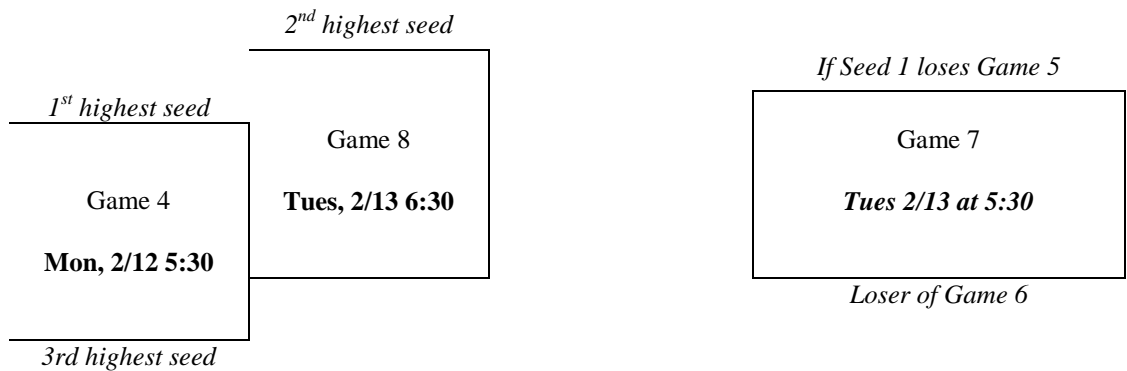 2nd highest seed
If Seed 1 loses Game 5
1st highest seed
Game 8
Game 7
Game 4
Tues, 2/13 6:30
Tues 2/13 at 5:30
Mon, 2/12 5:30
Loser of Game 6
3rd highest seed